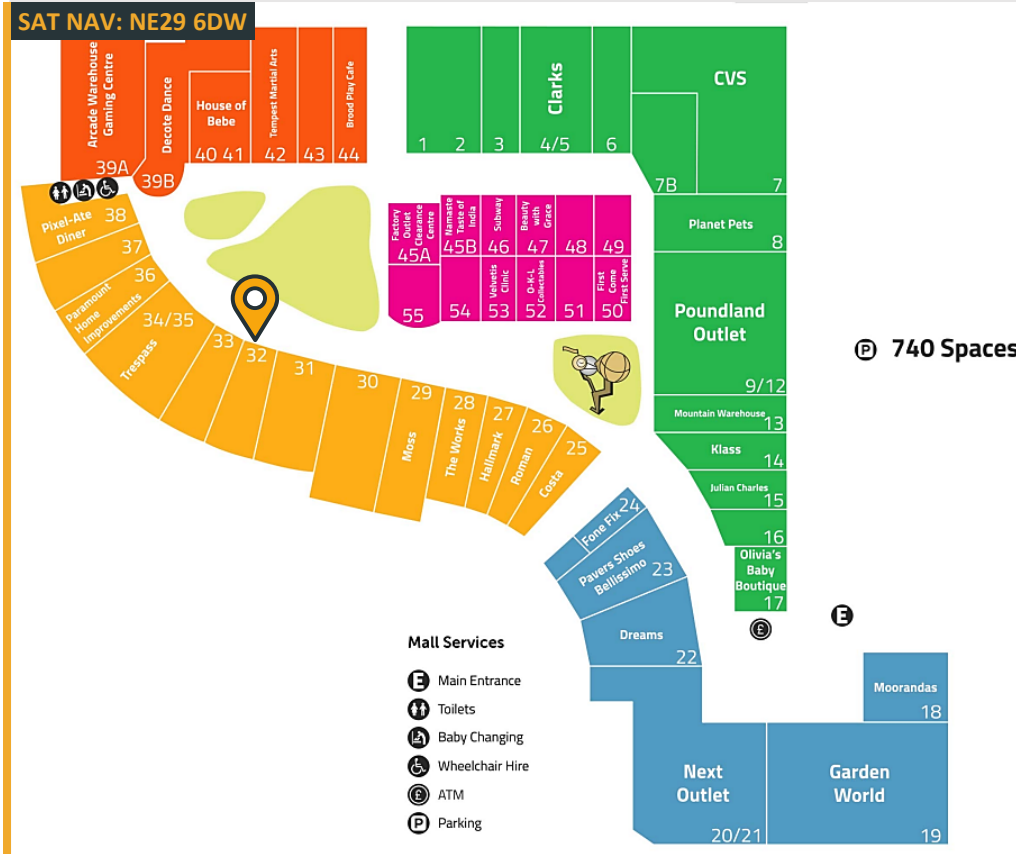 SAT NAV: NE29 6DW
Arcade Warehouse
Gaming Centre
39A
Decote Dance
39B
House of
Bebe
40 41
Tempest Martial Arts
42
43
Brood Play Cafe
44
1
2
3
Clarks
4/5
6
CVS
7B
7
Planet Pets
8
Poundland
Outlet
9/12
Mountain Warehouse
13
Klass
14
Julian Charles
15
16
Olivia's
Baby
Boutique
17
£
E
P 740 Spaces
Factory
Outlet
Clearance
Centre
45A
Namaste
Taste of
India
45B
Subway
46
Beauty
with
Grace
47
48
49
55
54
Velvetis
Clinic
53
O-K-L
Collectables
52
51
First
Come
First Serve
50
Pixel-Ate
Diner
38
37
36
Paramount
Home
Improvements
34/35
Trespass
33
32
31
30
29
Moss
28
The Works
27
Hallmark
26
Roman
25
Costa
Fone Fix
24
Pavers Shoes
Bellissimo
23
Dreams
22
Moorandas
18
Next
Outlet
20/21
Garden
World
19
Mall Services
E Main Entrance
Toilets
Baby Changing
Wheelchair Hire
£ ATM
P Parking